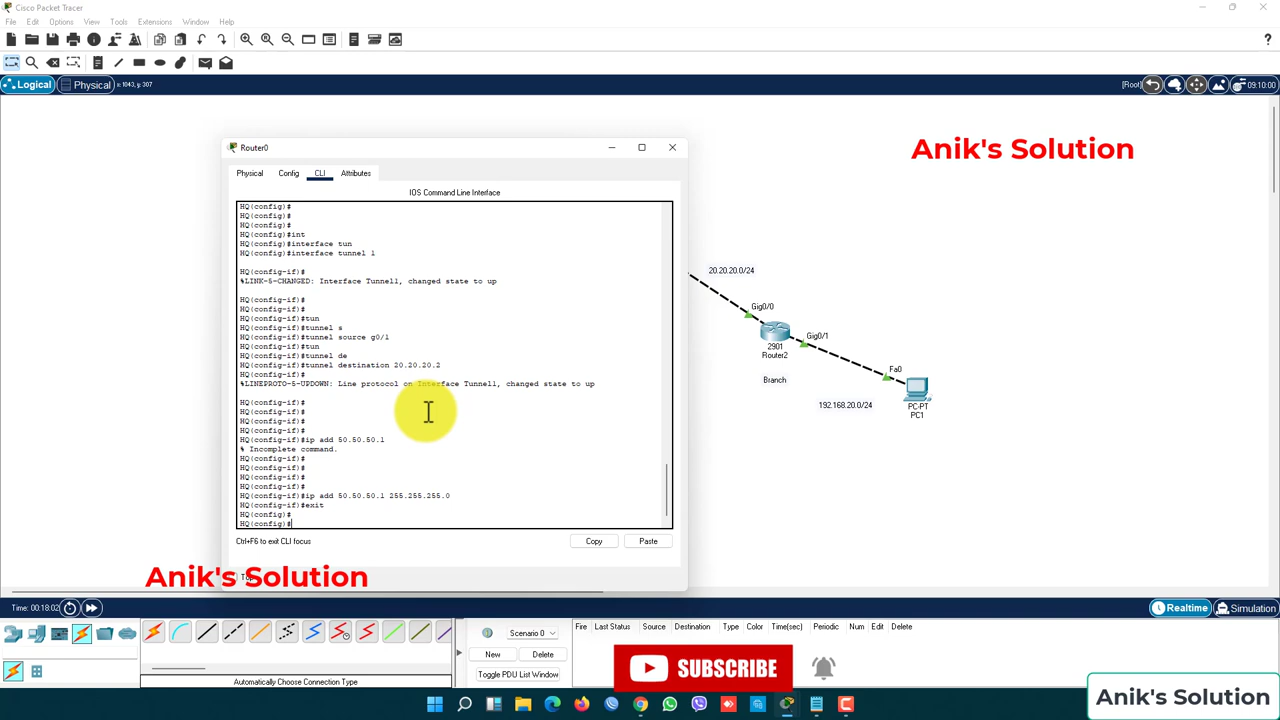 Cisco Packet Tracer
File Edit Options View Tools Extensions Window Help
Logical Physical x: 1043, y: 307 [Root] 09:10:00
Anik's Solution
Router0
Physical Config CLI Attributes
IOS Command Line Interface
HQ(config)#
HQ(config)#
HQ(config)#
HQ(config)#int
HQ(config)#interface tun
HQ(config)#interface tunnel 1
HQ(config-if)#
%LINK-5-CHANGED: Interface Tunnel1, changed state to up
HQ(config-if)#
HQ(config-if)#
HQ(config-if)#tun
HQ(config-if)#tunnel s
HQ(config-if)#tunnel source g0/1
HQ(config-if)#tun
HQ(config-if)#tunnel de
HQ(config-if)#tunnel destination 20.20.20.2
HQ(config-if)#
%LINEPROTO-5-UPDOWN: Line protocol on Interface Tunnel1, changed state to up
HQ(config-if)#
HQ(config-if)#
HQ(config-if)#
HQ(config-if)#
HQ(config-if)#ip add 50.50.50.1
% Incomplete command.
HQ(config-if)#
HQ(config-if)#
HQ(config-if)#
HQ(config-if)#
HQ(config-if)#ip add 50.50.50.1 255.255.255.0
HQ(config-if)#exit
HQ(config)#
HQ(config)#
Ctrl+F6 to exit CLI focus
Copy Paste
20.20.20.0/24
Gig0/0
2901
Router2
Gig0/1
Branch
Fa0
192.168.20.0/24
PC-PT
PC1
Anik's Solution
Time: 00:18:02
Realtime Simulation
Scenario 0
New Delete
Toggle PDU List Window
Fire Last Status Source Destination Type Color Time(sec) Periodic Num Edit Delete
Automatically Choose Connection Type
SUBSCRIBE
Anik's Solution